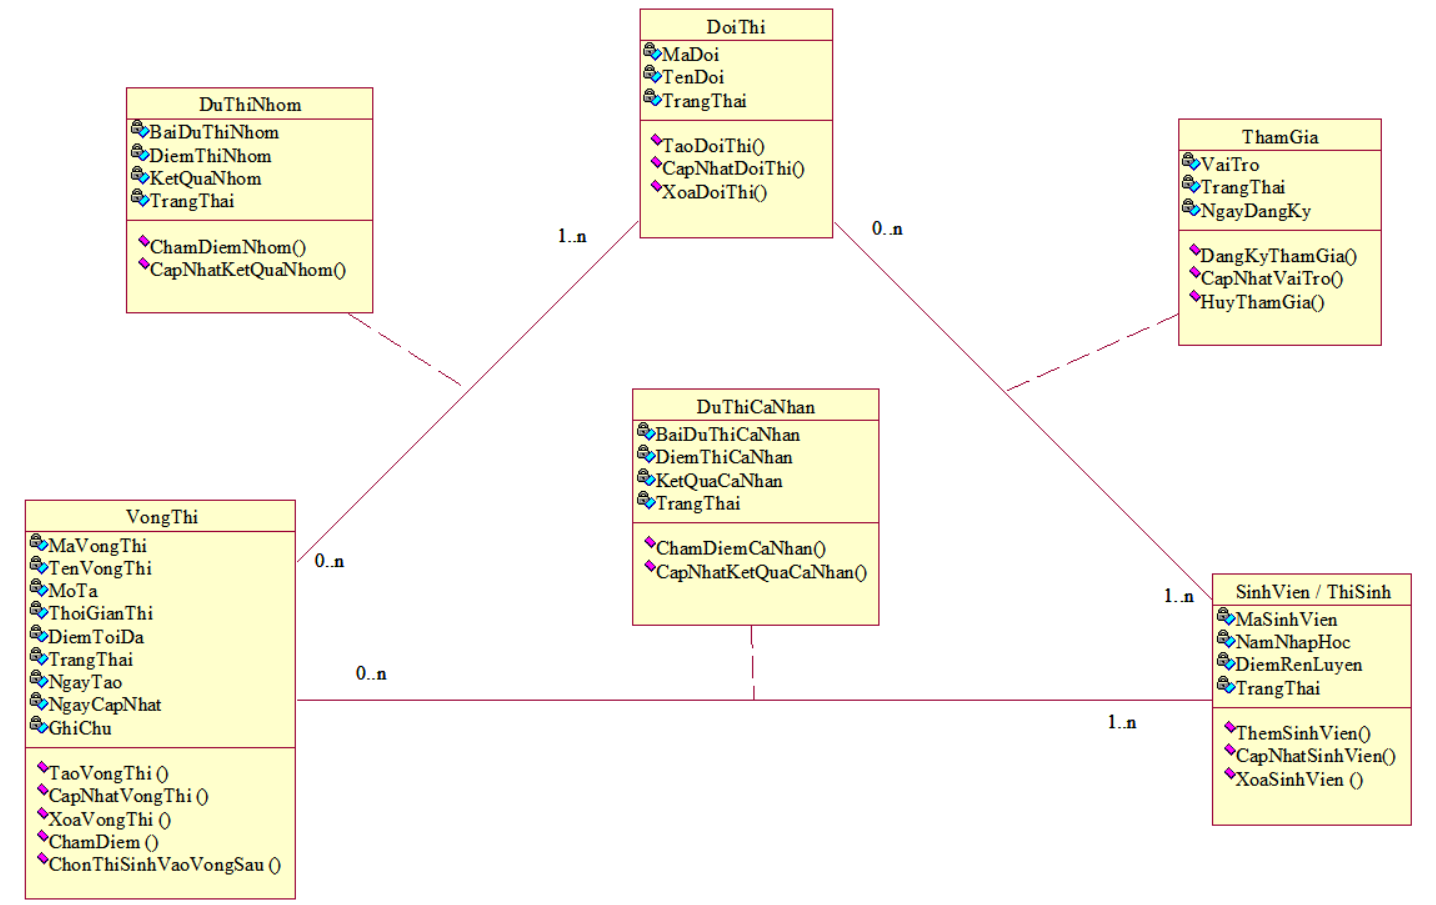 DoiThi
MaDoi
TenDoi
TrangThai
TaoDoiThi()
CapNhatDoiThi()
XoaDoiThi()
DuThiNhom
BaiDuThiNhom
DiemThiNhom
KetQuaNhom
TrangThai
ChamDiemNhom()
CapNhatKetQuaNhom()
ThamGia
VaiTro
TrangThai
NgayDangKy
DangKyThamGia()
CapNhatVaiTro()
HuyThamGia()
1..n
0..n
DuThiCaNhan
BaiDuThiCaNhan
DiemThiCaNhan
KetQuaCaNhan
TrangThai
ChamDiemCaNhan()
CapNhatKetQuaCaNhan()
VongThi
MaVongThi
TenVongThi
MoTa
ThoiGianThi
DiemToiDa
TrangThai
NgayTao
NgayCapNhat
GhiChu
TaoVongThi ()
CapNhatVongThi ()
XoaVongThi ()
ChamDiem ()
ChonThiSinhVaoVongSau ()
0..n
0..n
1..n
1..n
SinhVien / ThiSinh
MaSinhVien
NamNhapHoc
DiemRenLuyen
TrangThai
ThemSinhVien()
CapNhatSinhVien()
XoaSinhVien ()